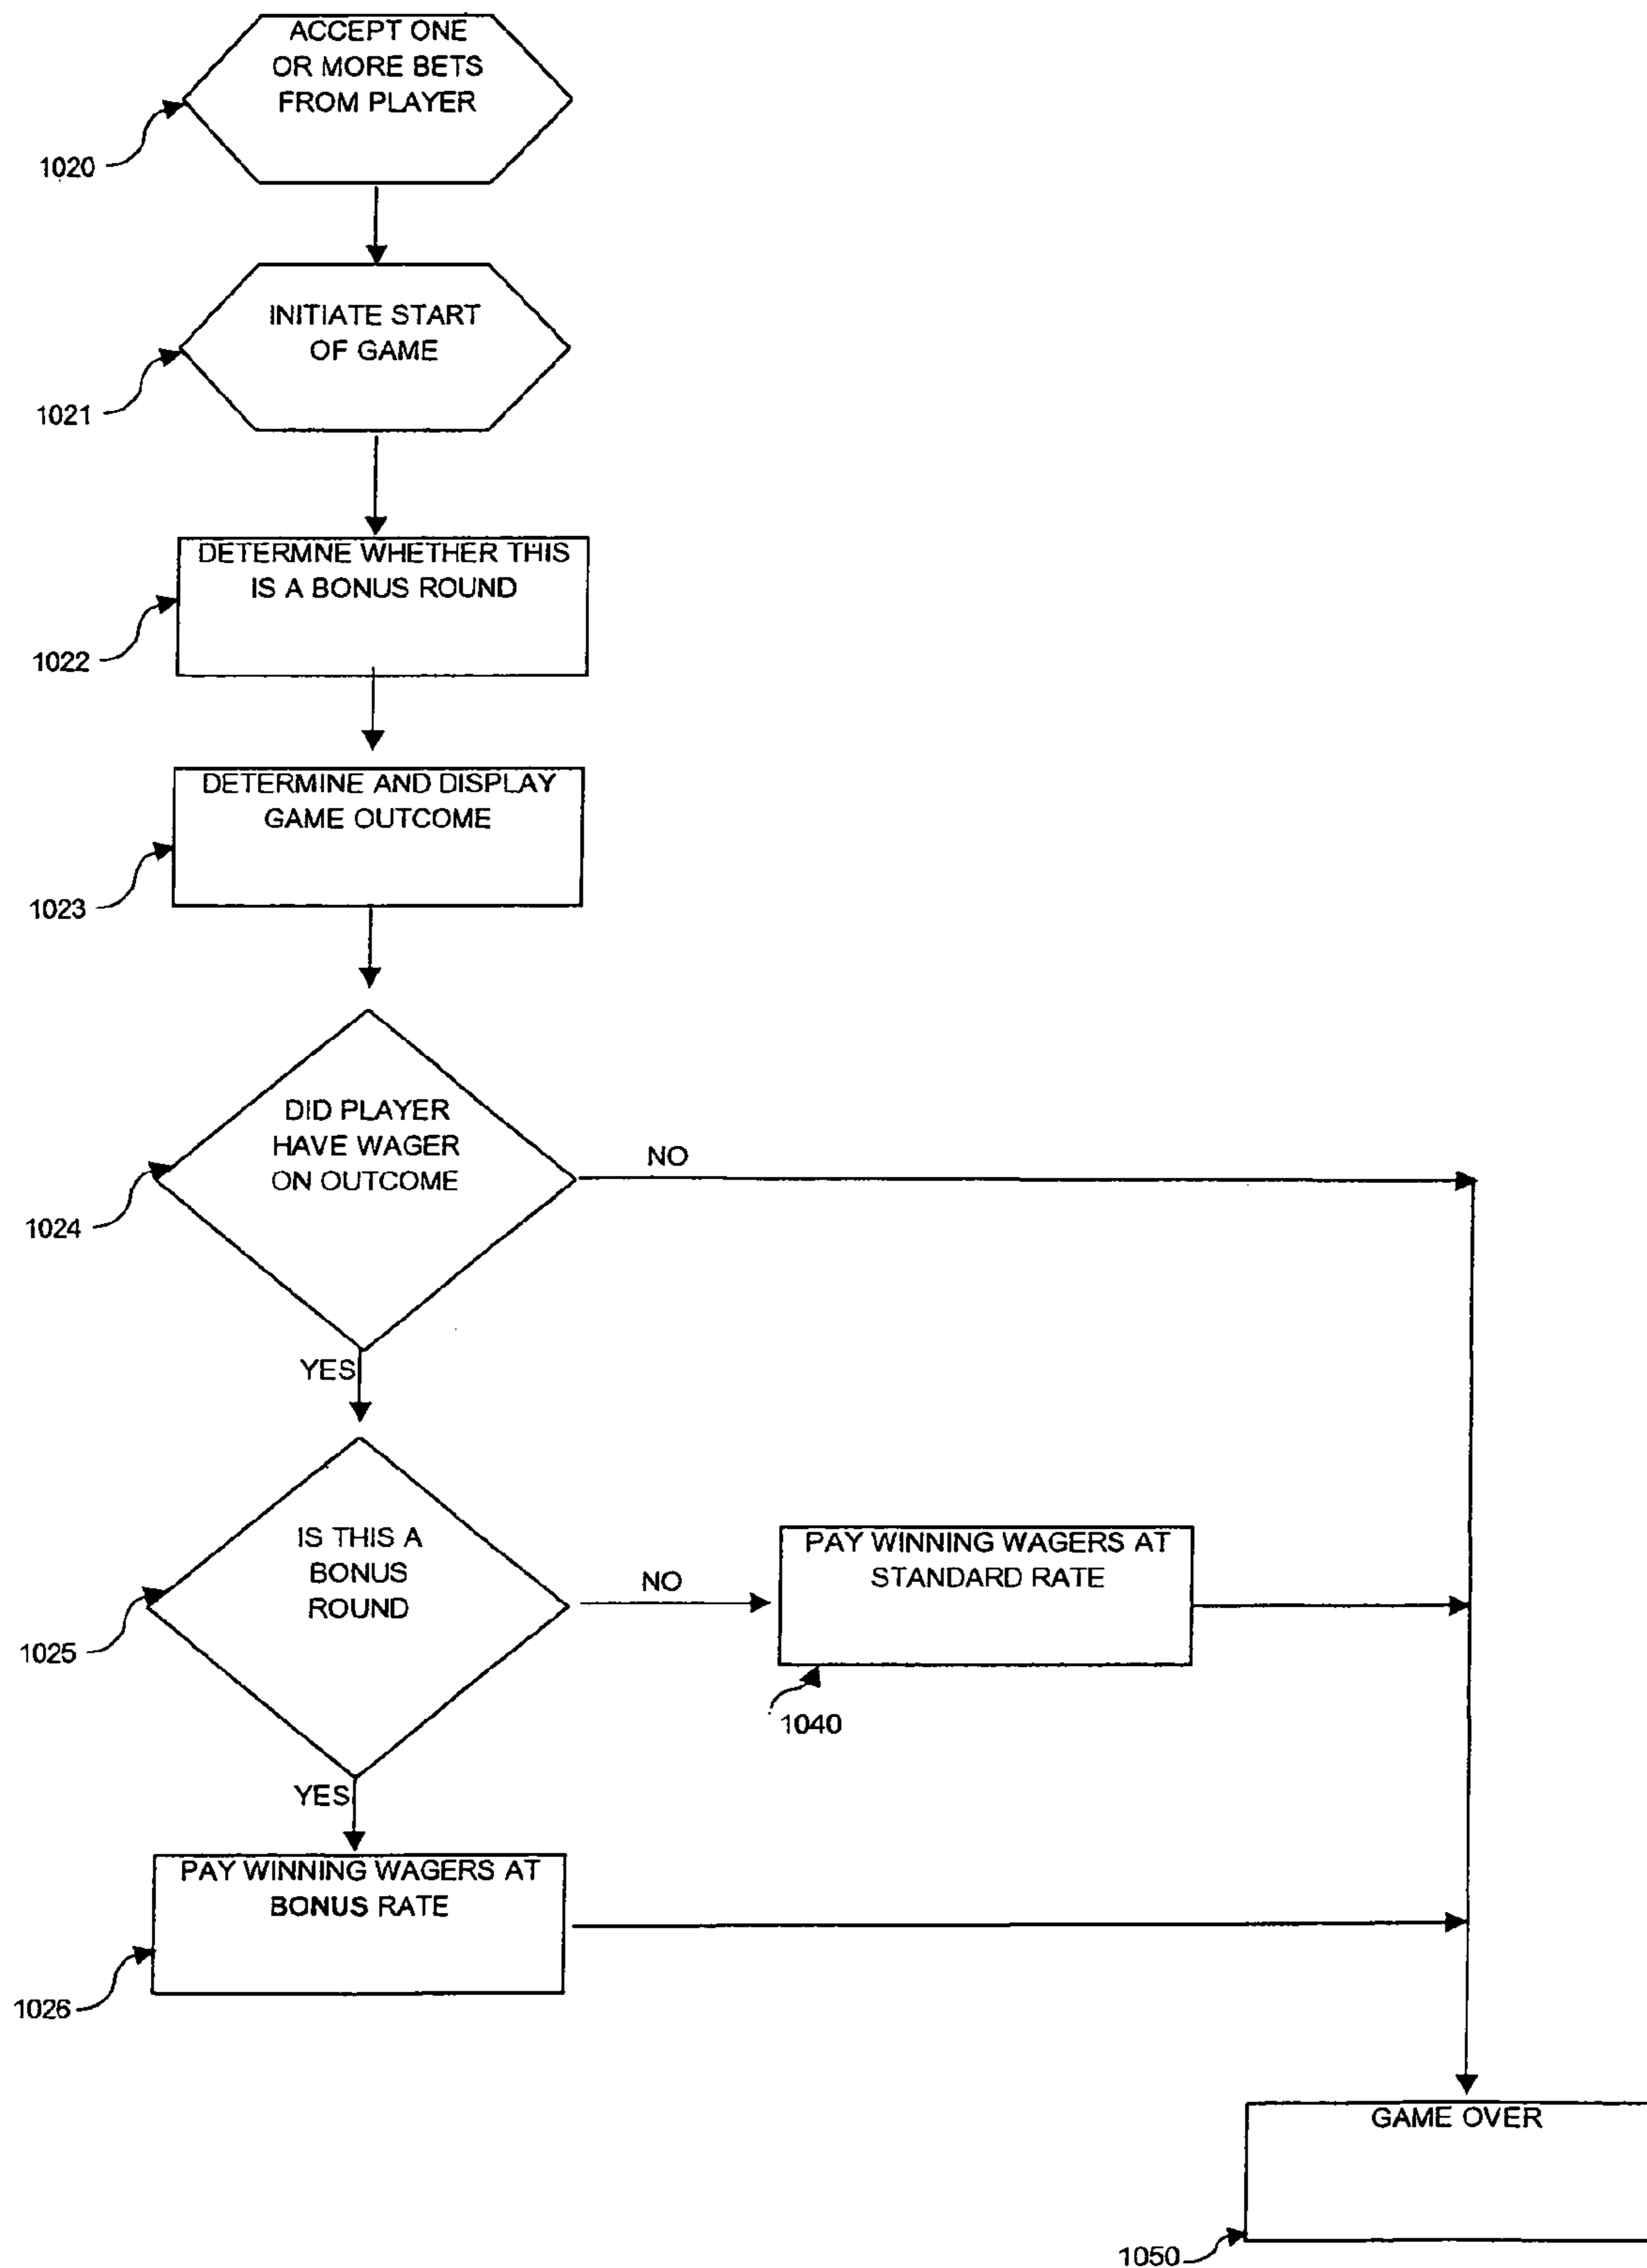 ACCEPT ONE
OR MORE BETS
FROM PLAYER
1020
INITIATE START
OF GAME
1021
DETERMNE WHETHER THIS
IS A BONUS ROUND
1022
DETERMINE AND DISPLAY
GAME OUTCOME
1023
DID PLAYER
HAVE WAGER
ON OUTCOME
NO
1024
YES
IS THIS A
BONUS
ROUND
NO
1025
PAY WINNING WAGERS AT
STANDARD RATE
1040
YES
PAY WINNING WAGERS AT
BONUS RATE
1026
GAME OVER
1050